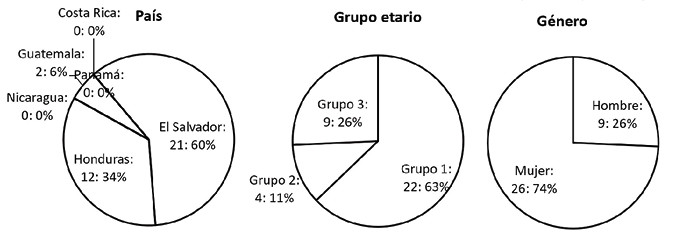 País
Costa Rica:
0: 0%
Guatemala:
2: 6%
Panamá:
0: 0%
Nicaragua:
0: 0%
El Salvador:
21: 60%
Honduras:
12: 34%
Grupo etario
Grupo 3:
9: 26%
Grupo 2:
4: 11%
Grupo 1:
22: 63%
Género
Hombre:
9: 26%
Mujer:
26: 74%